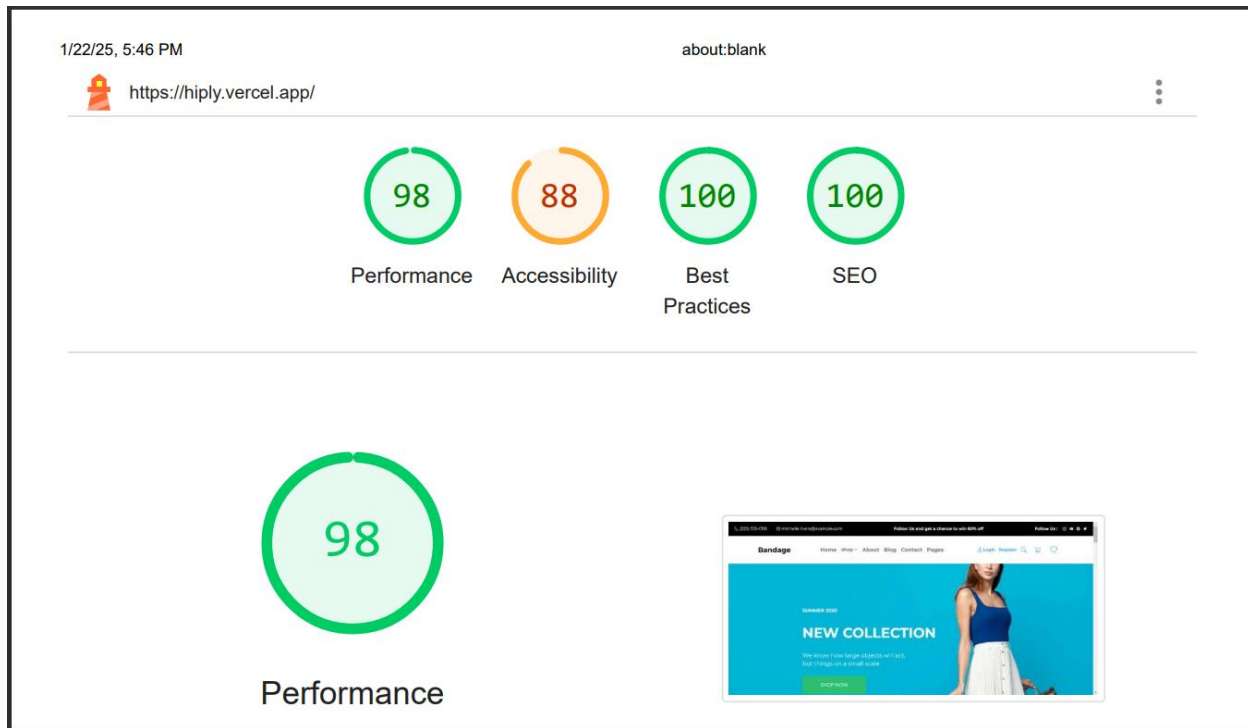 1/22/25, 5:46 PM about:blank
https://hiply.vercel.app/
98 88 100 100
Performance Accessibility Best Practices SEO
98
Performance
Follow Us and get a chance to win 80% off Follow Us :
Bandage Home shop About Blog Contact Pages Login Register
SUMMER 2020
NEW COLLECTION
We know how large objects will act,
but things on a small scale.
SHOP NOW